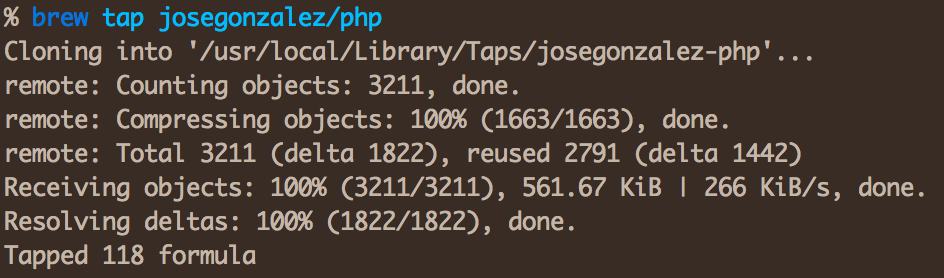 % brew tap josegonzalez/php
Cloning into '/usr/local/Library/Taps/josegonzalez-php'...
remote: Counting objects: 3211, done.
remote: Compressing objects: 100% (1663/1663), done.
remote: Total 3211 (delta 1822), reused 2791 (delta 1442)
Receiving objects: 100% (3211/3211), 561.67 KiB | 266 KiB/s, done.
Resolving deltas: 100% (1822/1822), done.
Tapped 118 formula